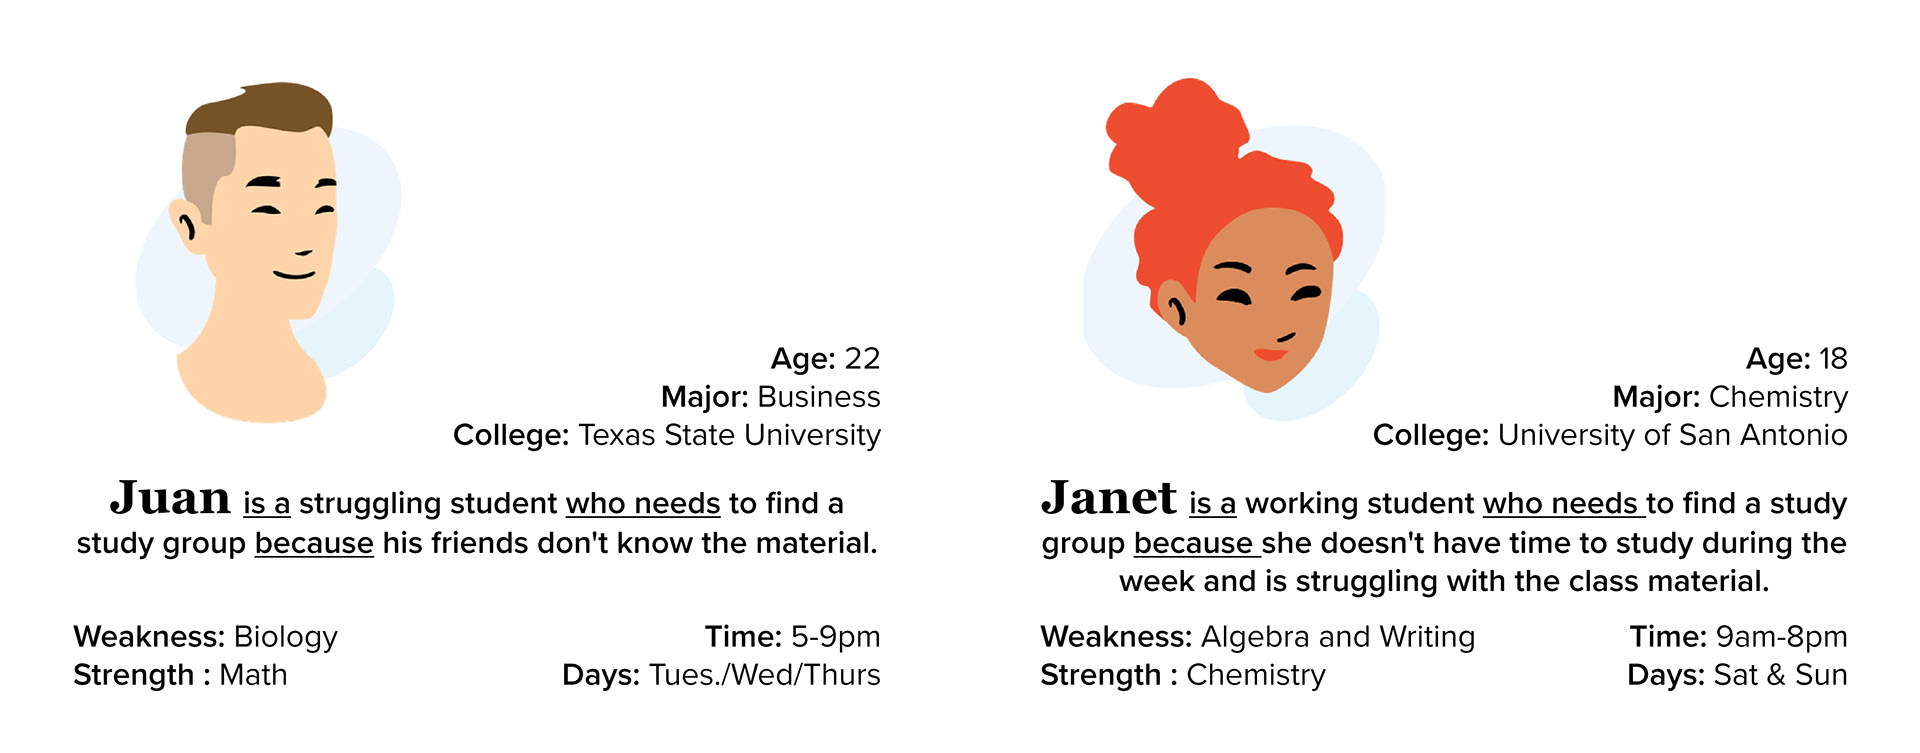 Age: 22
Major: Business
College: Texas State University
Juan is a struggling student who needs to find a
study group because his friends don't know the material.
Weakness: Biology
Strength : Math
Time: 5-9pm
Days: Tues./Wed/Thurs
Age: 18
Major: Chemistry
College: University of San Antonio
Janet is a working student who needs to find a study
group because she doesn't have time to study during the
week and is struggling with the class material.
Weakness: Algebra and Writing
Strength : Chemistry
Time: 9am-8pm
Days: Sat & Sun